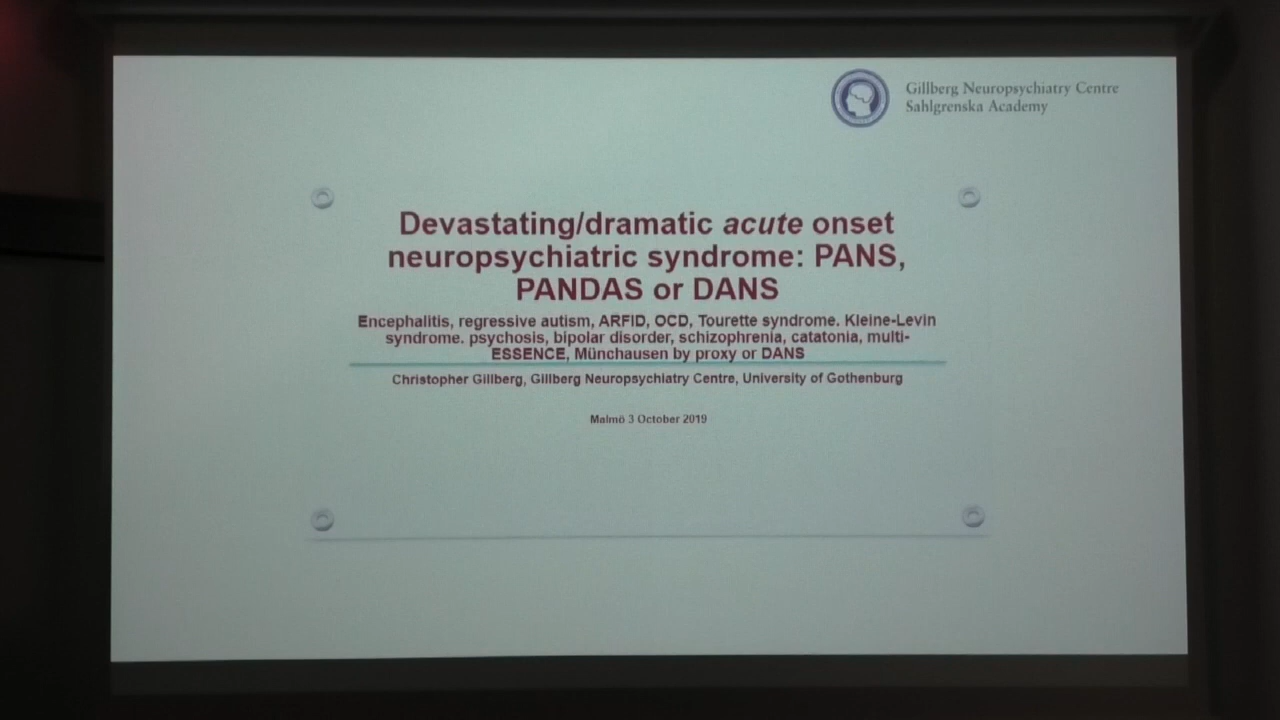 Gillberg Neuropsychiatry Centre
Sahlgrenska Academy
Devastating/dramatic acute onset
neuropsychiatric syndrome: PANS,
PANDAS or DANS
Encephalitis, regressive autism, ARFID, OCD, Tourette syndrome. Kleine-Levin
syndrome. psychosis, bipolar disorder, schizophrenia, catatonia, multi-
ESSENCE, Münchausen by proxy or DANS
Christopher Gillberg, Gillberg Neuropsychiatry Centre, University of Gothenburg
Malmö 3 October 2019